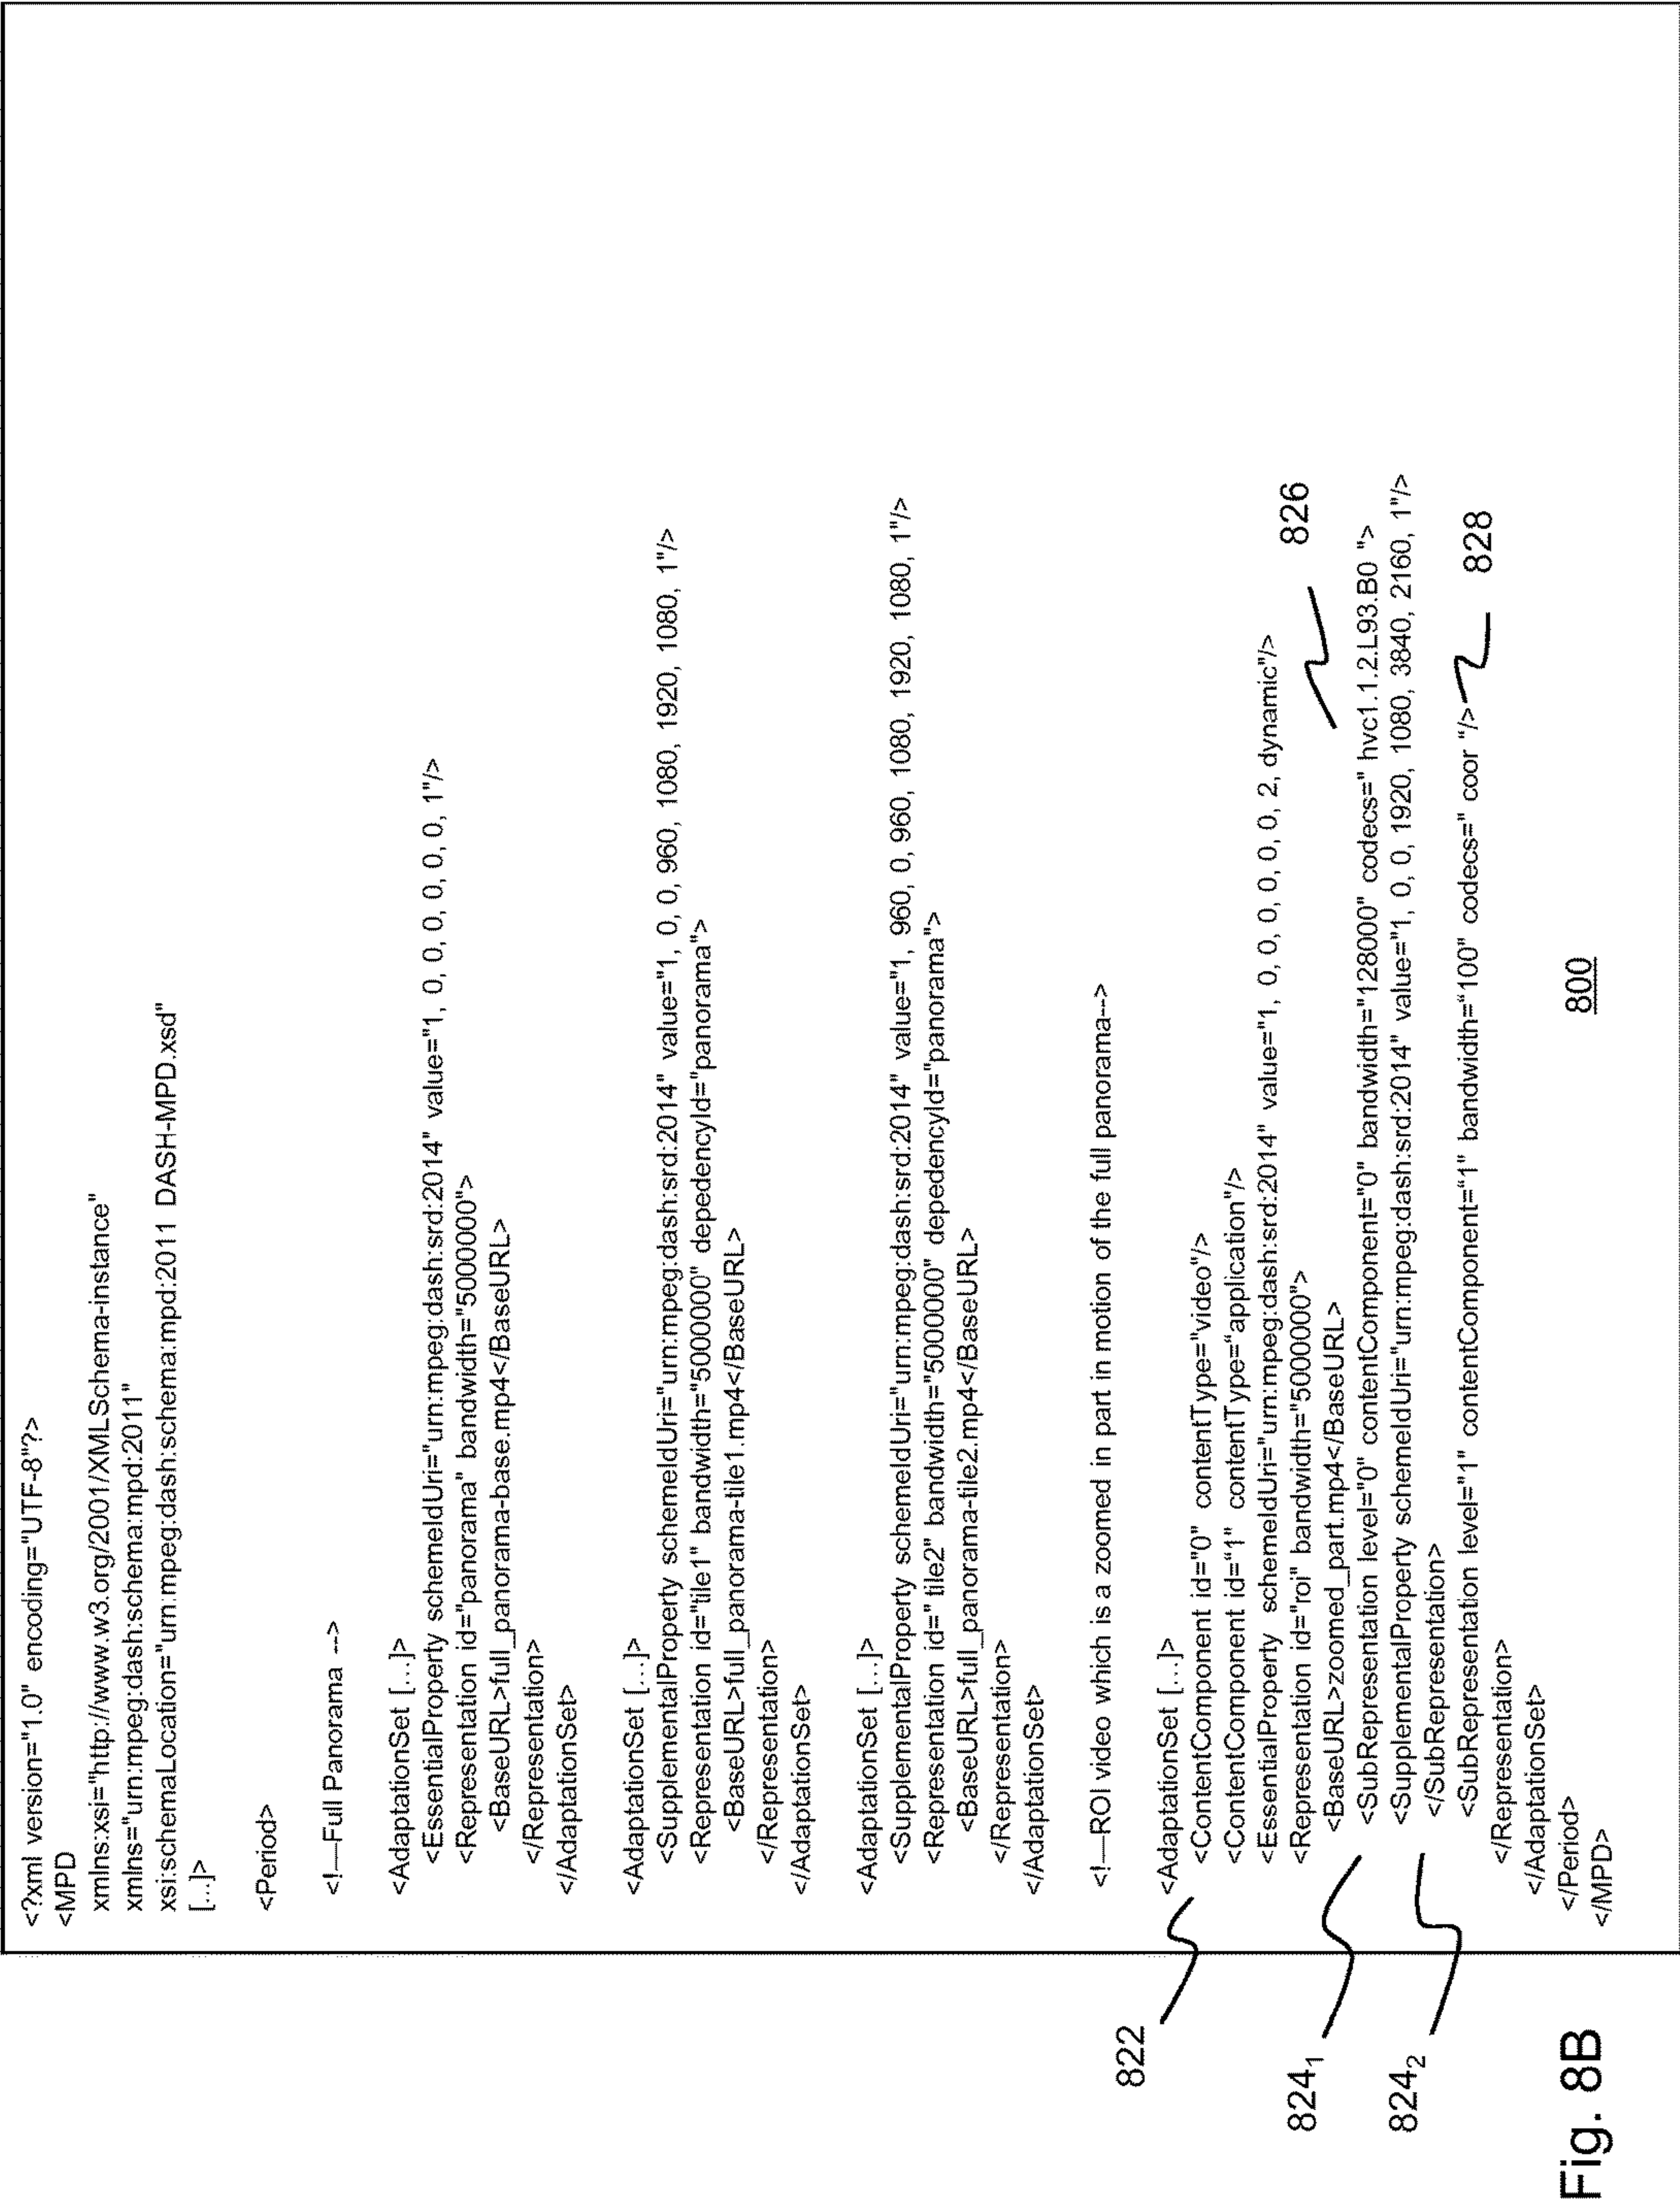 <?xml version="1.0" encoding="UTF-8"?>
<MPD
xmlns:xsi="http://www.w3.org/2001/XMLSchema-instance"
xmlns="urn:mpeg:dash:schema:mpd:2011"
xsi:schemaLocation="urn:mpeg:dash:schema:mpd:2011 DASH-MPD.xsd"
[...]>
<Period>
<!—Full Panorama -->
<AdaptationSet [...]>
<EssentialProperty schemeIdUri="urn:mpeg:dash:srd:2014" value="1, 0, 0, 0, 0, 0, 0, 0, 1"/>
<Representation id="panorama" bandwidth="5000000">
<BaseURL>full_panorama-base.mp4</BaseURL>
</Representation>
</AdaptationSet>
<AdaptationSet [...]>
<SupplementalProperty schemeIdUri="urn:mpeg:dash:srd:2014" value="1, 0, 0, 960, 1080, 1920, 1080, 1"/>
<Representation id="tile1" bandwidth="5000000" depedencyId="panorama">
<BaseURL>full_panorama-tile1.mp4</BaseURL>
</Representation>
</AdaptationSet>
<AdaptationSet [...]>
<SupplementalProperty schemeIdUri="urn:mpeg:dash:srd:2014" value="1, 960, 0, 960, 1080, 1920, 1080, 1"/>
<Representation id=" tile2" bandwidth="5000000" depedencyId="panorama">
<BaseURL>full_panorama-tile2.mp4</BaseURL>
</Representation>
</AdaptationSet>
<!—ROI video which is a zoomed in part in motion of the full panorama-->
<AdaptationSet [...]>
822
<ContentComponent id="0" contentType="video"/>
<ContentComponent id="1" contentType="application"/>
<EssentialProperty schemeIdUri="urn:mpeg:dash:srd:2014" value="1, 0, 0, 0, 0, 0, 0, 2, dynamic"/>
<Representation id="roi" bandwidth="5000000">
826
<BaseURL>zoomed_part.mp4</BaseURL>
824₁
<SubRepresentation level="0" contentComponent="0" bandwidth="128000" codecs=" hvc1.1.2.L93.B0 ">
<SupplementalProperty schemeIdUri="urn:mpeg:dash:srd:2014" value="1, 0, 0, 1920, 1080, 3840, 2160, 1"/>
824₂
</SubRepresentation>
<SubRepresentation level="1" contentComponent="1" bandwidth="100" codecs=" coor "/>
828
</Representation>
</AdaptationSet>
</Period>
</MPD>
800
Fig. 8B